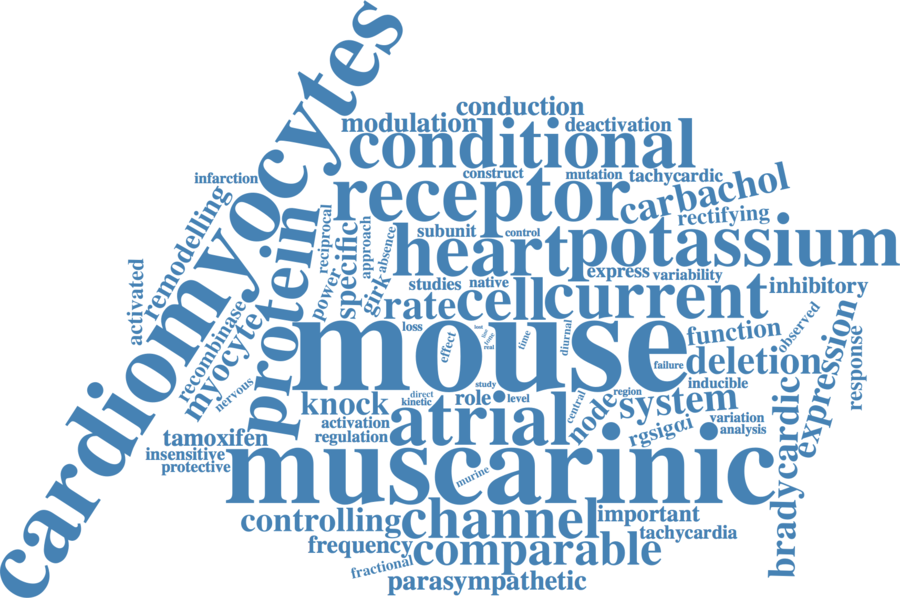 cardiomyocytes
conduction
modulation
deactivation
conditional
construct
mutation
tachycardic
infarction
receptor
carbachol
rectifying
remodelling
protein
reciprocal
approach
absence
subunit
control
heart
potassium
specific
power
girk
express
variability
activated
studies
native
inhibitory
rate
cell
current
recombinase
myocyte
nervous
mouse
loss
effect
lost
time
real
time
diurnal
function
observed
failure
deletion
expression
response
inducible
knock
direct
kinetic
role
study
level
central
node
region
system
activation
regulation
atrial
rgsigαi
variation
analysis
bradycardic
tamoxifen
insensitive
protective
muscarinic
murine
controlling
channel
important
tachycardia
frequency
comparable
fractional
parasympathetic